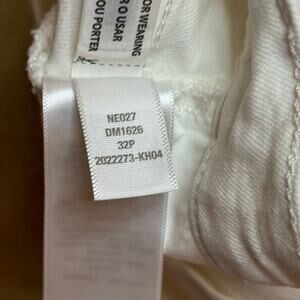 OR WEARING
R O USAR
OU PORTER
NE027
DM1626
32P
2022273-KH04